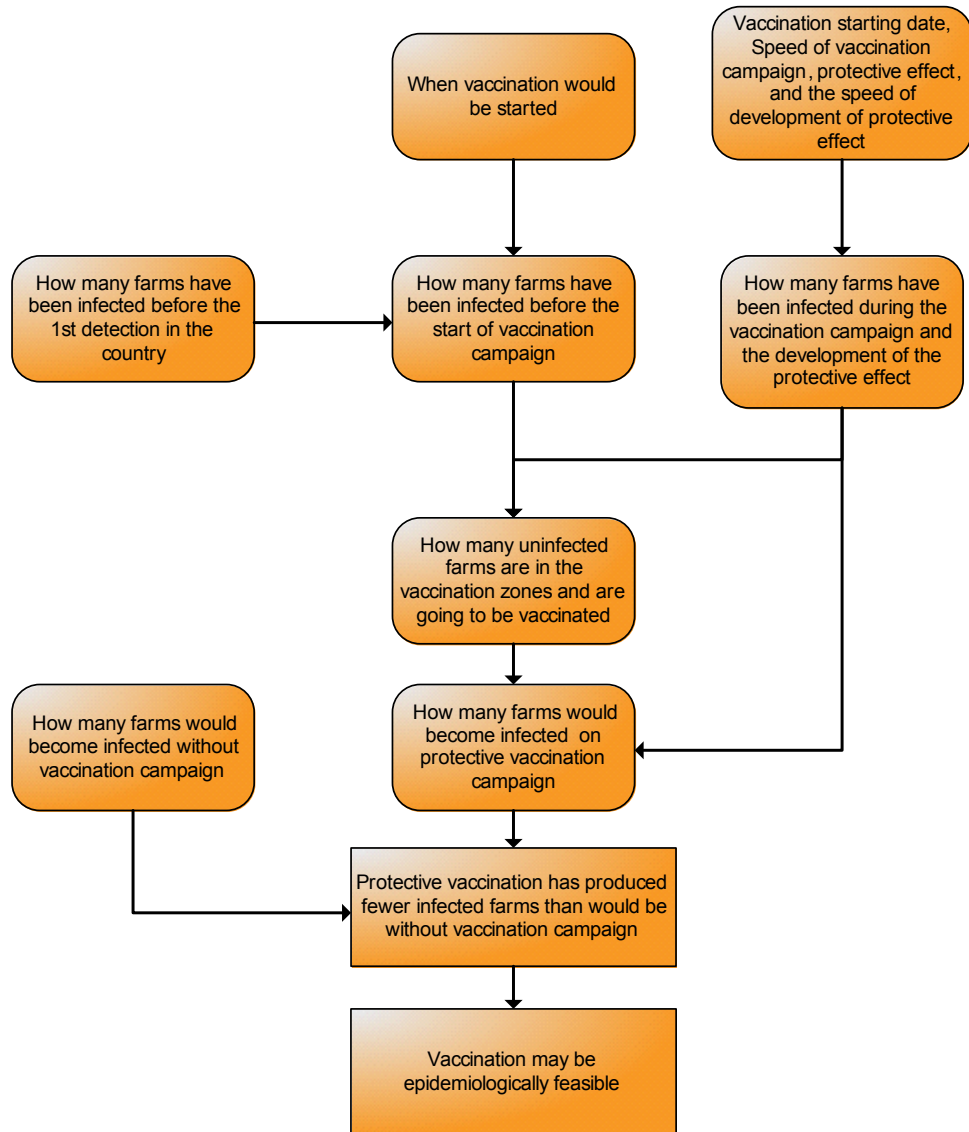 When vaccination would
be started
Vaccination starting date,
Speed of vaccination
campaign, protective effect,
and the speed of
development of protective
effect
How many farms have
been infected before the
1st detection in the
country
How many farms have
been infected before the
start of vaccination
campaign
How many farms have
been infected during the
vaccination campaign and
the development of the
protective effect
How many uninfected
farms are in the
vaccination zones and are
going to be vaccinated
How many farms would
become infected without
vaccination campaign
How many farms would
become infected on
protective vaccination
campaign
Protective vaccination has produced
fewer infected farms than would be
without vaccination campaign
Vaccination may be
epidemiologically feasible